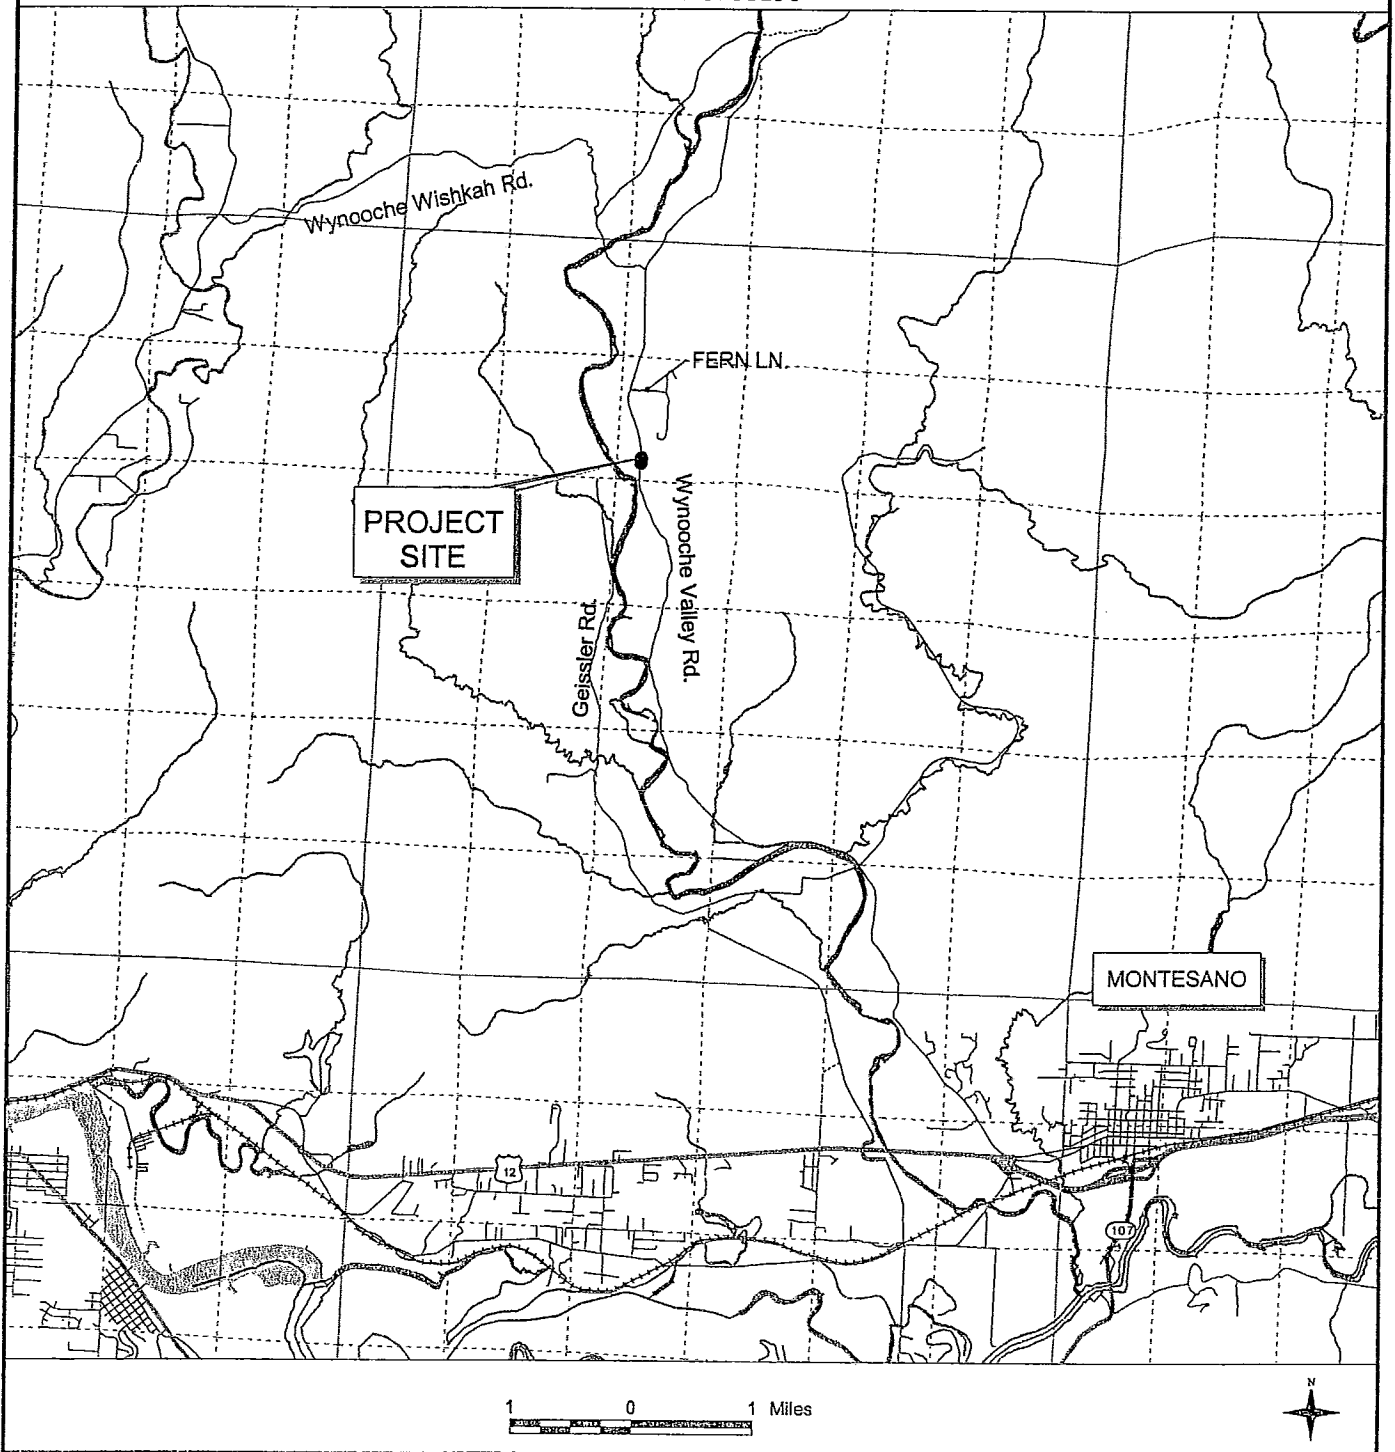 Wynooche Wishkah Rd.
FERN LN.
PROJECT
SITE
Wynooche Valley Rd.
Geissler Rd.
MONTESANO
12
107
1 0 1 Miles
N